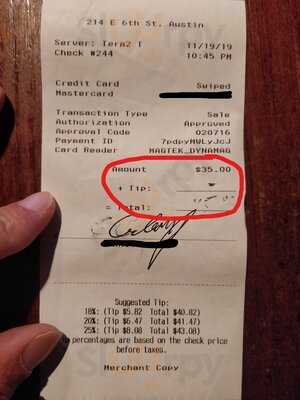 214 E 6th St, Austin
Server: Tera2 T 11/19/19
Check #244 10:45 PM
Credit Card Swiped
Mastercard
Transaction Type Sale
Authorization Approved
Approval Code 020716
Payment ID 7pdpyMWLyJcJ
Card Reader MAGTEK_DYNAMAG
Amount $35.00
+ Tip:
= Total:
Suggested Tip:
18%: (Tip $5.82 Total $40.82)
20%: (Tip $6.47 Total $41.47)
25%: (Tip $8.08 Total $43.08)
percentages are based on the check price
before taxes.
Merchant Copy